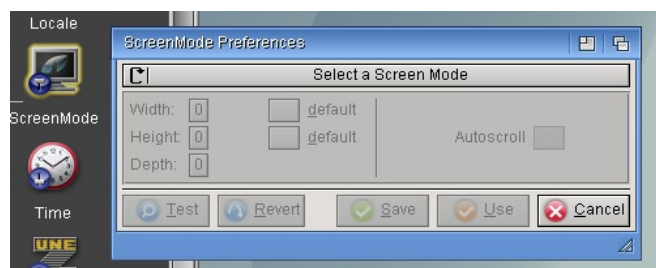 Locale
ScreenMode
Time
UNE
ScreenMode Preferences
Select a Screen Mode
Width: 0 default
Height: 0 default
Autoscroll
Depth: 0
Test Revert Save Use Cancel